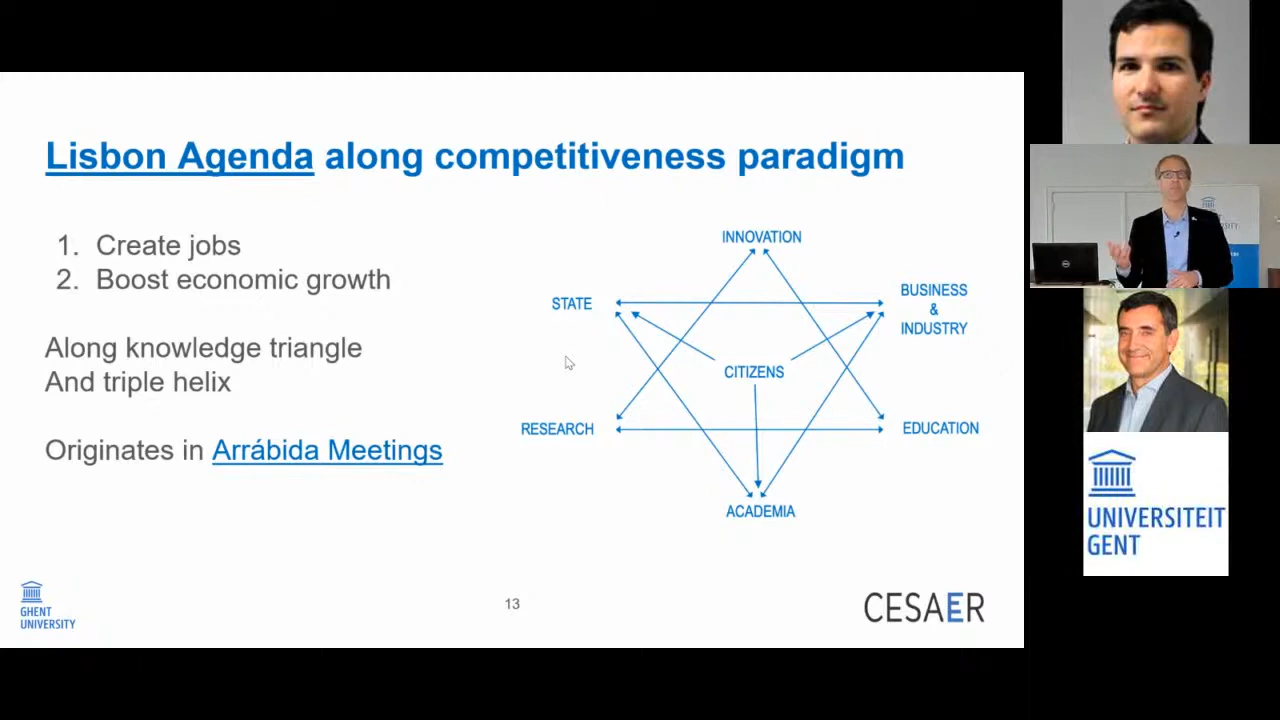 Lisbon Agenda along competitiveness paradigm
1. Create jobs
2. Boost economic growth
Along knowledge triangle
And triple helix
Originates in Arrábida Meetings
INNOVATION
STATE
BUSINESS
&
INDUSTRY
CITIZENS
RESEARCH
EDUCATION
ACADEMIA
GHENT
UNIVERSITY
13
CESAER
UNIVERSITEIT
GENT